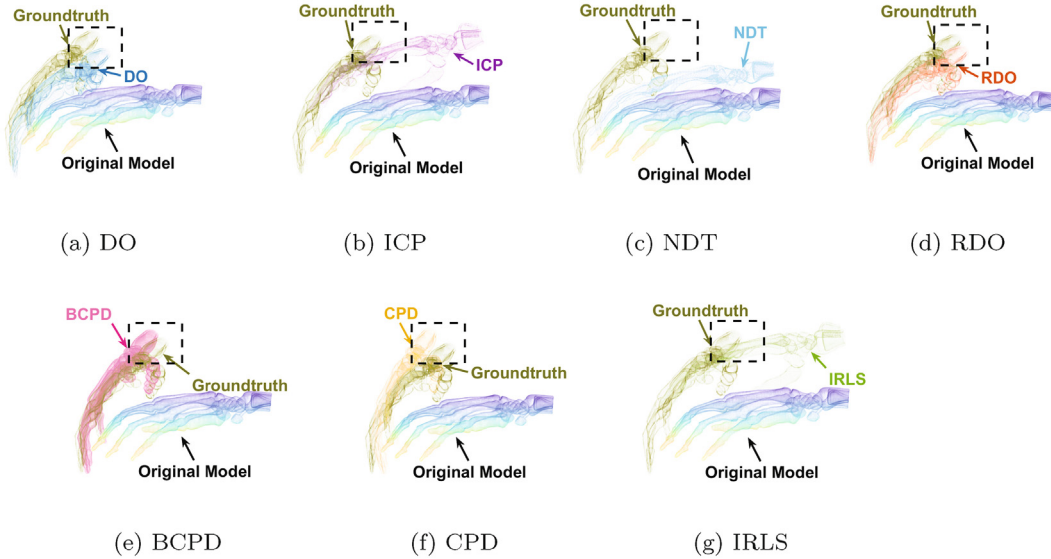 Groundtruth
DO
Original Model
(a) DO
Groundtruth
ICP
Original Model
(b) ICP
Groundtruth
NDT
Original Model
(c) NDT
Groundtruth
RDO
Original Model
(d) RDO
BCPD
Groundtruth
Original Model
(e) BCPD
CPD
Groundtruth
Original Model
(f) CPD
Groundtruth
IRLS
Original Model
(g) IRLS